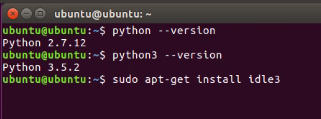 ubuntu@ubuntu: ~
ubuntu@ubuntu:~$ python --version
Python 2.7.12
ubuntu@ubuntu:~$ python3 --version
Python 3.5.2
ubuntu@ubuntu:~$ sudo apt-get install idle3